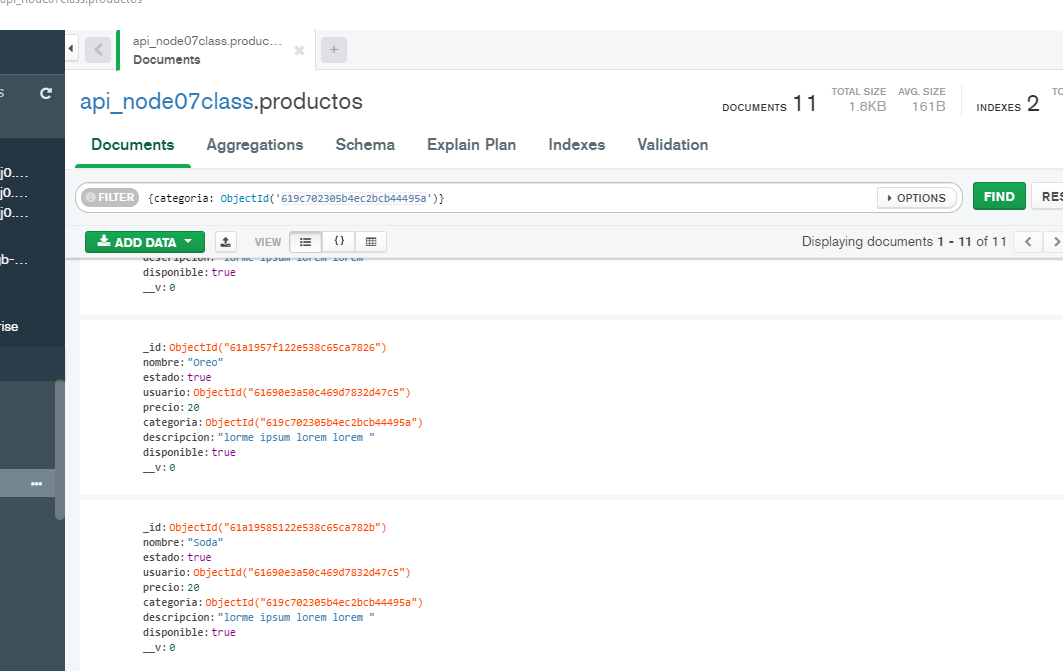 api_node07class.productos
api_node07class.produc...
Documents
+
s
api_node07class.productos
DOCUMENTS 11
TOTAL SIZE
1.8KB
AVG. SIZE
161B
INDEXES 2
TO
Documents Aggregations Schema Explain Plan Indexes Validation
j0....
j0....
j0....
gb-...
rise
FILTER {categoria: ObjectId('619c702305b4ec2bcb44495a')} OPTIONS FIND RES
ADD DATA VIEW {} Displaying documents 1 - 11 of 11
descripcion: "lorme ipsum lorem lorem "
disponible: true
__v: 0
_id: ObjectId("61a1957f122e538c65ca7826")
nombre: "Oreo"
estado: true
usuario: ObjectId("61690e3a50c469d7832d47c5")
precio: 20
categoria: ObjectId("619c702305b4ec2bcb44495a")
descripcion: "lorme ipsum lorem lorem "
disponible: true
__v: 0
_id: ObjectId("61a19585122e538c65ca782b")
nombre: "Soda"
estado: true
usuario: ObjectId("61690e3a50c469d7832d47c5")
precio: 20
categoria: ObjectId("619c702305b4ec2bcb44495a")
descripcion: "lorme ipsum lorem lorem "
disponible: true
__v: 0